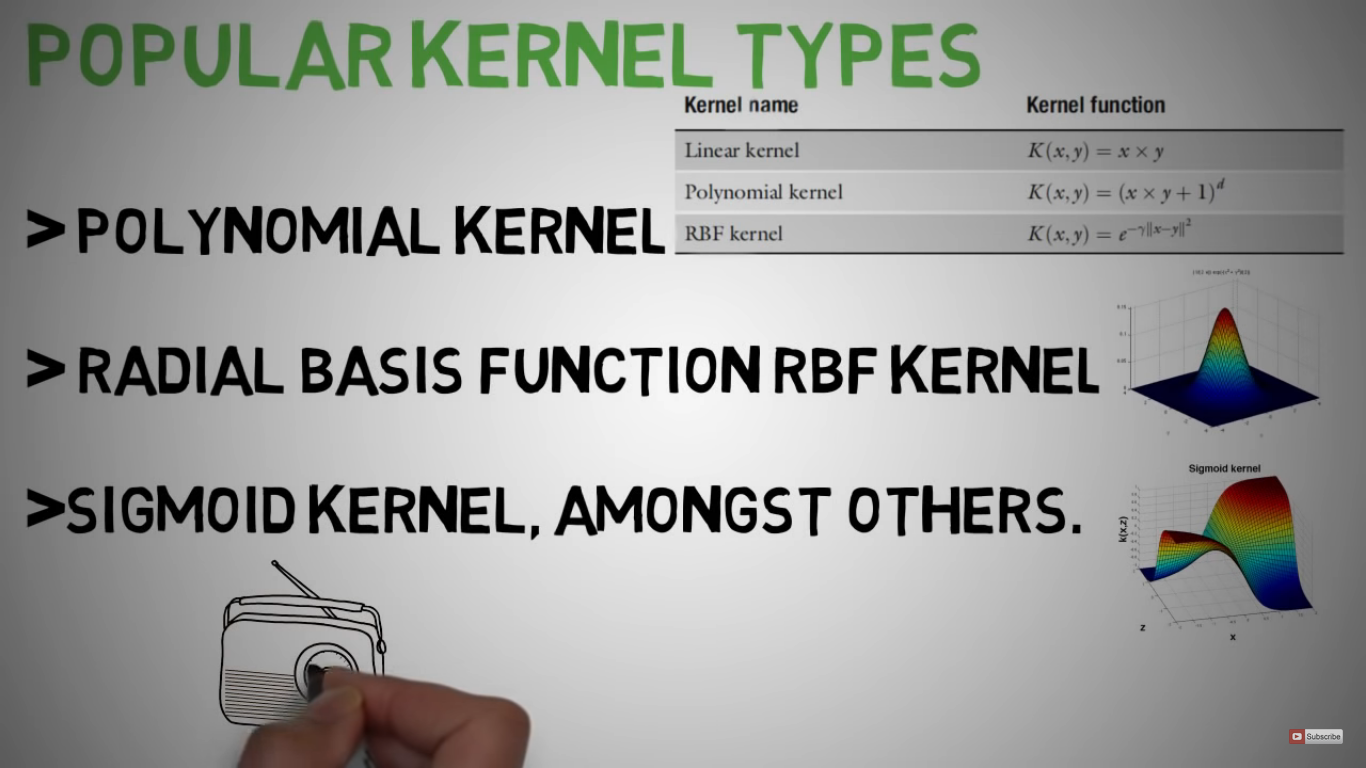 POPULAR KERNEL TYPES
Kernel name Kernel function
Linear kernel K(x, y) = x × y
Polynomial kernel K(x, y) = (x × y + 1)^d
RBF kernel K(x, y) = e^{−γ||x−y||^2}
> POLYNOMIAL KERNEL
> RADIAL BASIS FUNCTION RBF KERNEL
>SIGMOID KERNEL, AMONGST OTHERS.
Sigmoid kernel
k(x,z)
z
x
Subscribe